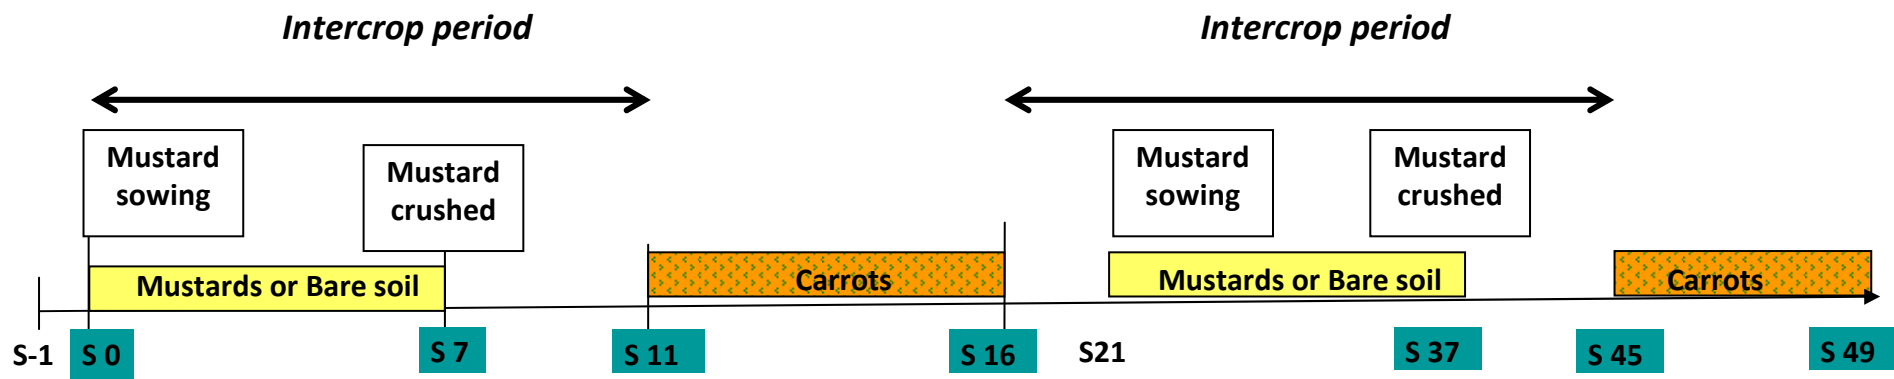 Intercrop period
Intercrop period
Mustard
sowing
Mustard
crushed
Mustard
sowing
Mustard
crushed
Mustards or Bare soil
Carrots
Mustards or Bare soil
Carrots
S-1
S 0
S 7
S 11
S 16
S21
S 37
S 45
S 49